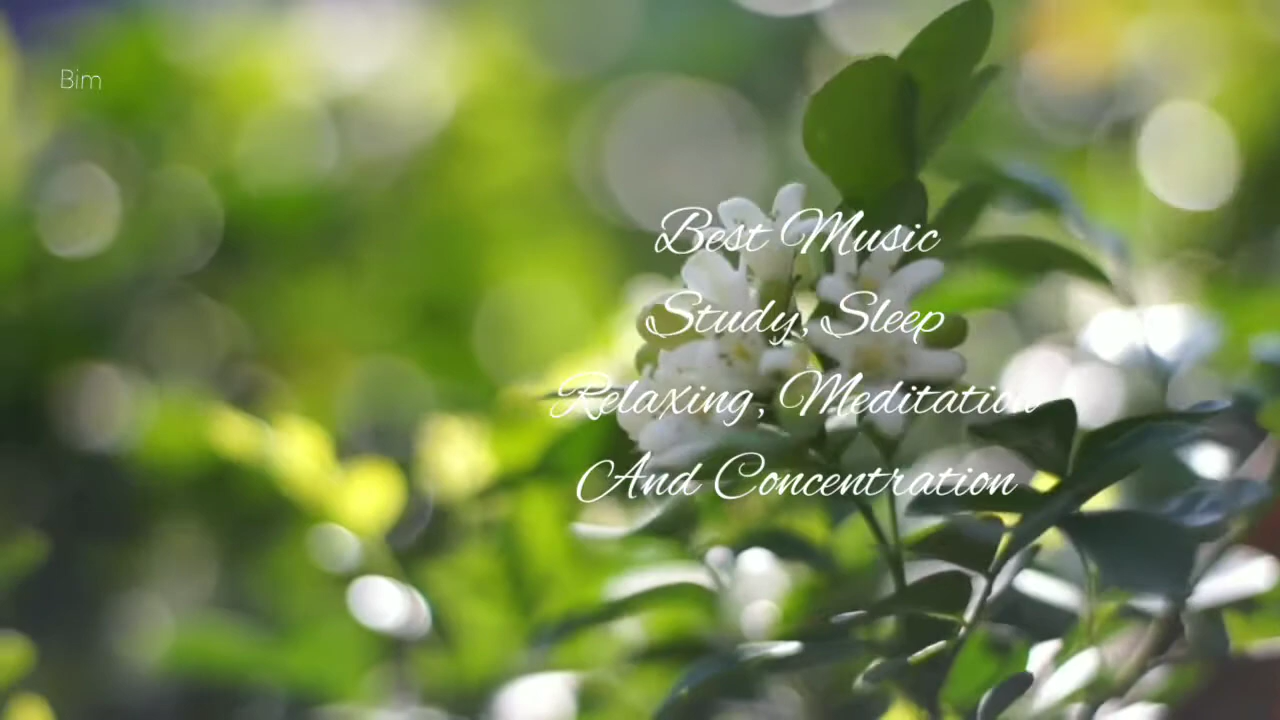 Bim
Best Music
Study, Sleep
Relaxing, Meditation
And Concentration